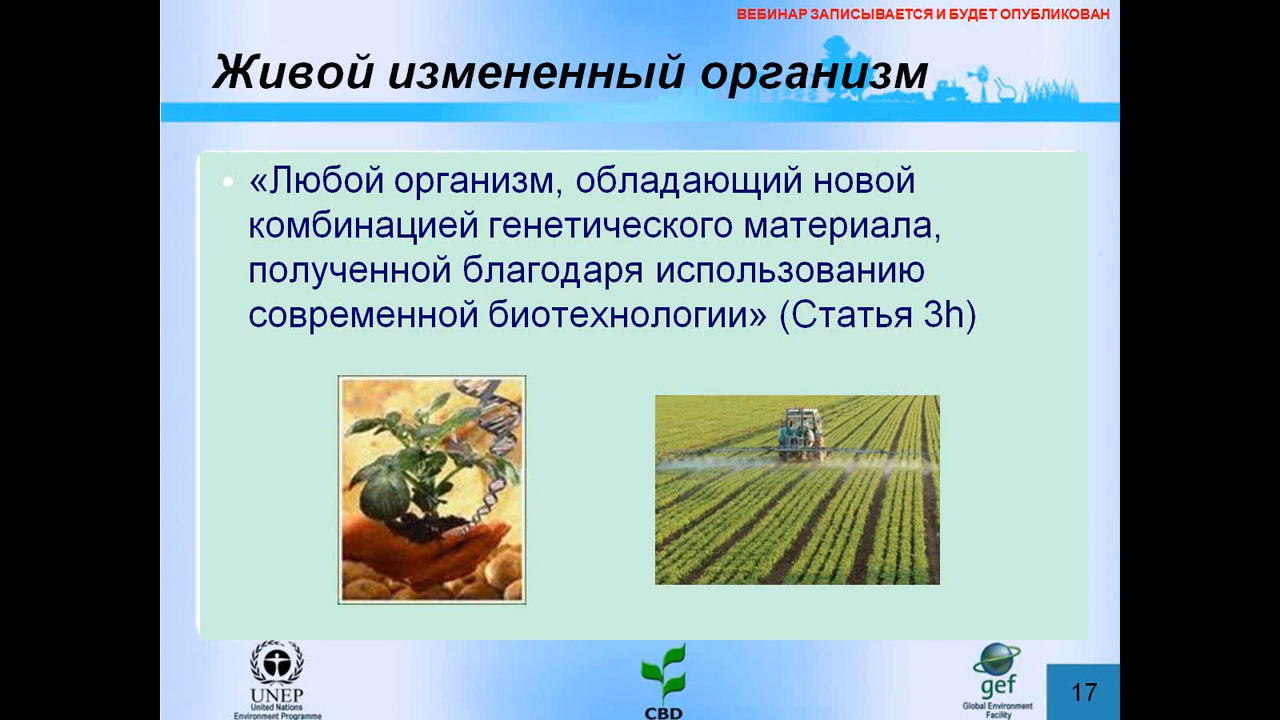 ВЕБИНАР ЗАПИСЫВАЕТСЯ И БУДЕТ ОПУБЛИКОВАН
Живой измененный организм
• «Любой организм, обладающий новой
комбинацией генетического материала,
полученной благодаря использованию
современной биотехнологии» (Статья 3h)
UNEP
United Nations
Environment Programme
CBD
gef
Global Environment
Facility
17